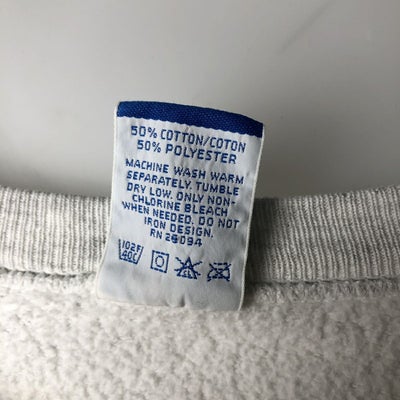 50% COTTON/COTON
50% POLYESTER
MACHINE WASH WARM
SEPARATELY. TUMBLE
DRY LOW. ONLY NON-
CHLORINE BLEACH
WHEN NEEDED. DO NOT
IRON DESIGN.
RN 26094
102F
40C